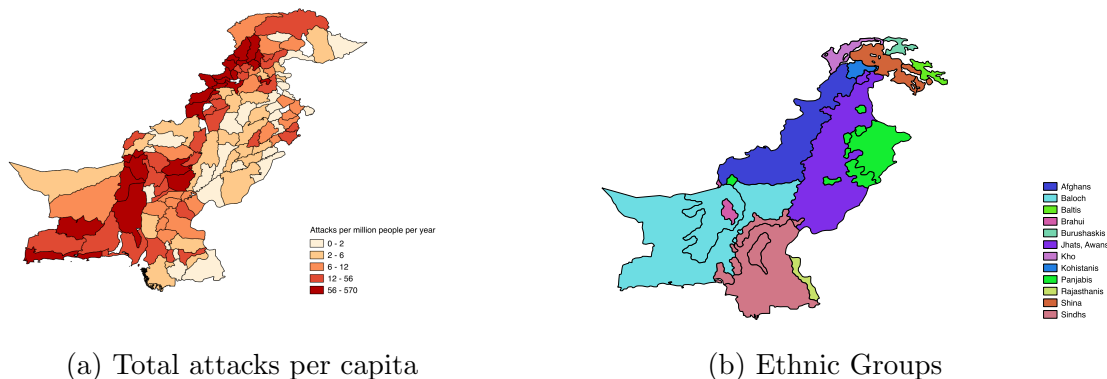 Attacks per million people per year
0 - 2
2 - 6
6 - 12
12 - 56
56 - 570
Afghans
Baloch
Baltis
Brahui
Burushaskis
Jhats, Awans
Kho
Kohistanis
Panjabis
Rajasthanis
Shina
Sindhs
(a) Total attacks per capita
(b) Ethnic Groups